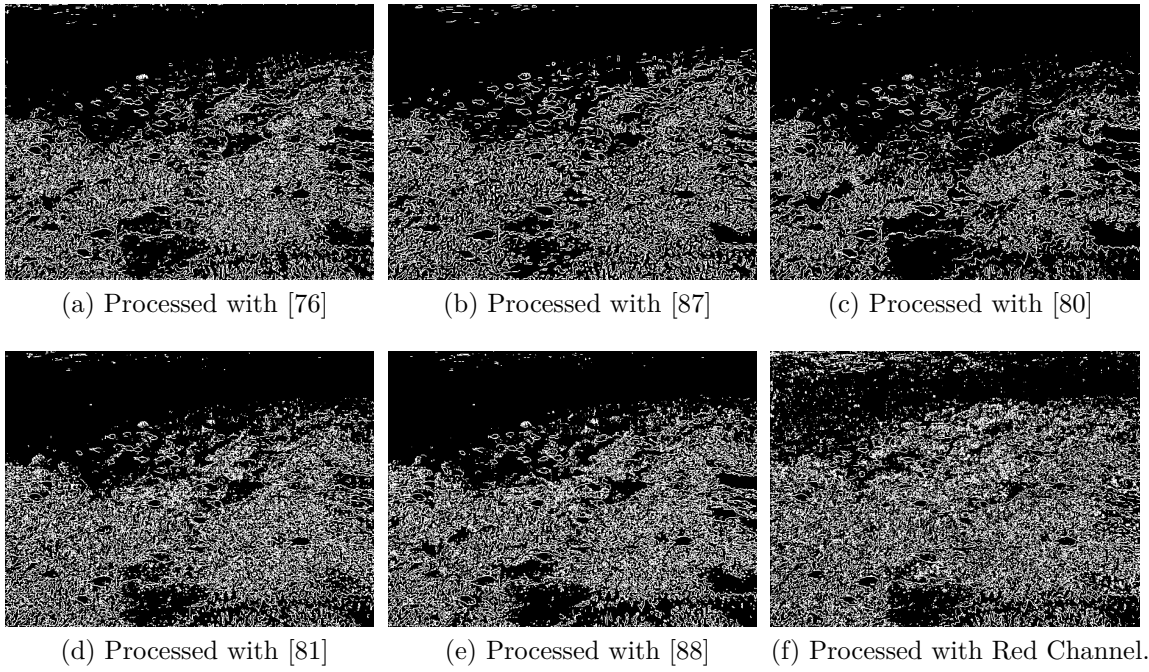 (a) Processed with [76]
(b) Processed with [87]
(c) Processed with [80]
(d) Processed with [81]
(e) Processed with [88]
(f) Processed with Red Channel.